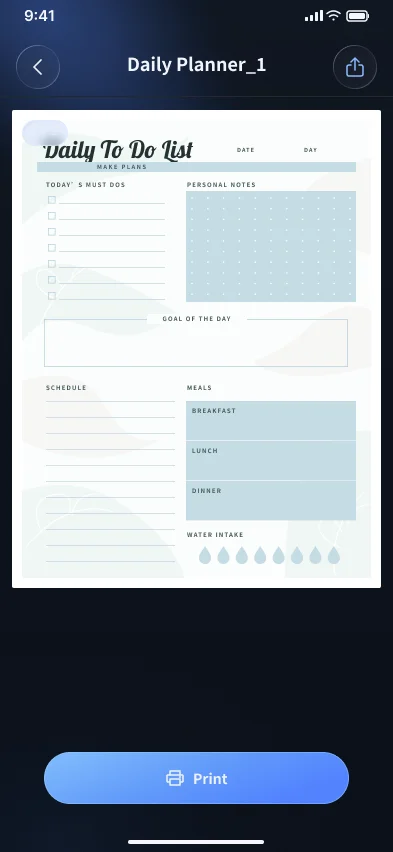 9:41
Daily Planner_1
Daily To Do List
DATE
DAY
MAKE PLANS
TODAY' S MUST DOS
PERSONAL NOTES
GOAL OF THE DAY
SCHEDULE
MEALS
BREAKFAST
LUNCH
DINNER
WATER INTAKE
Print